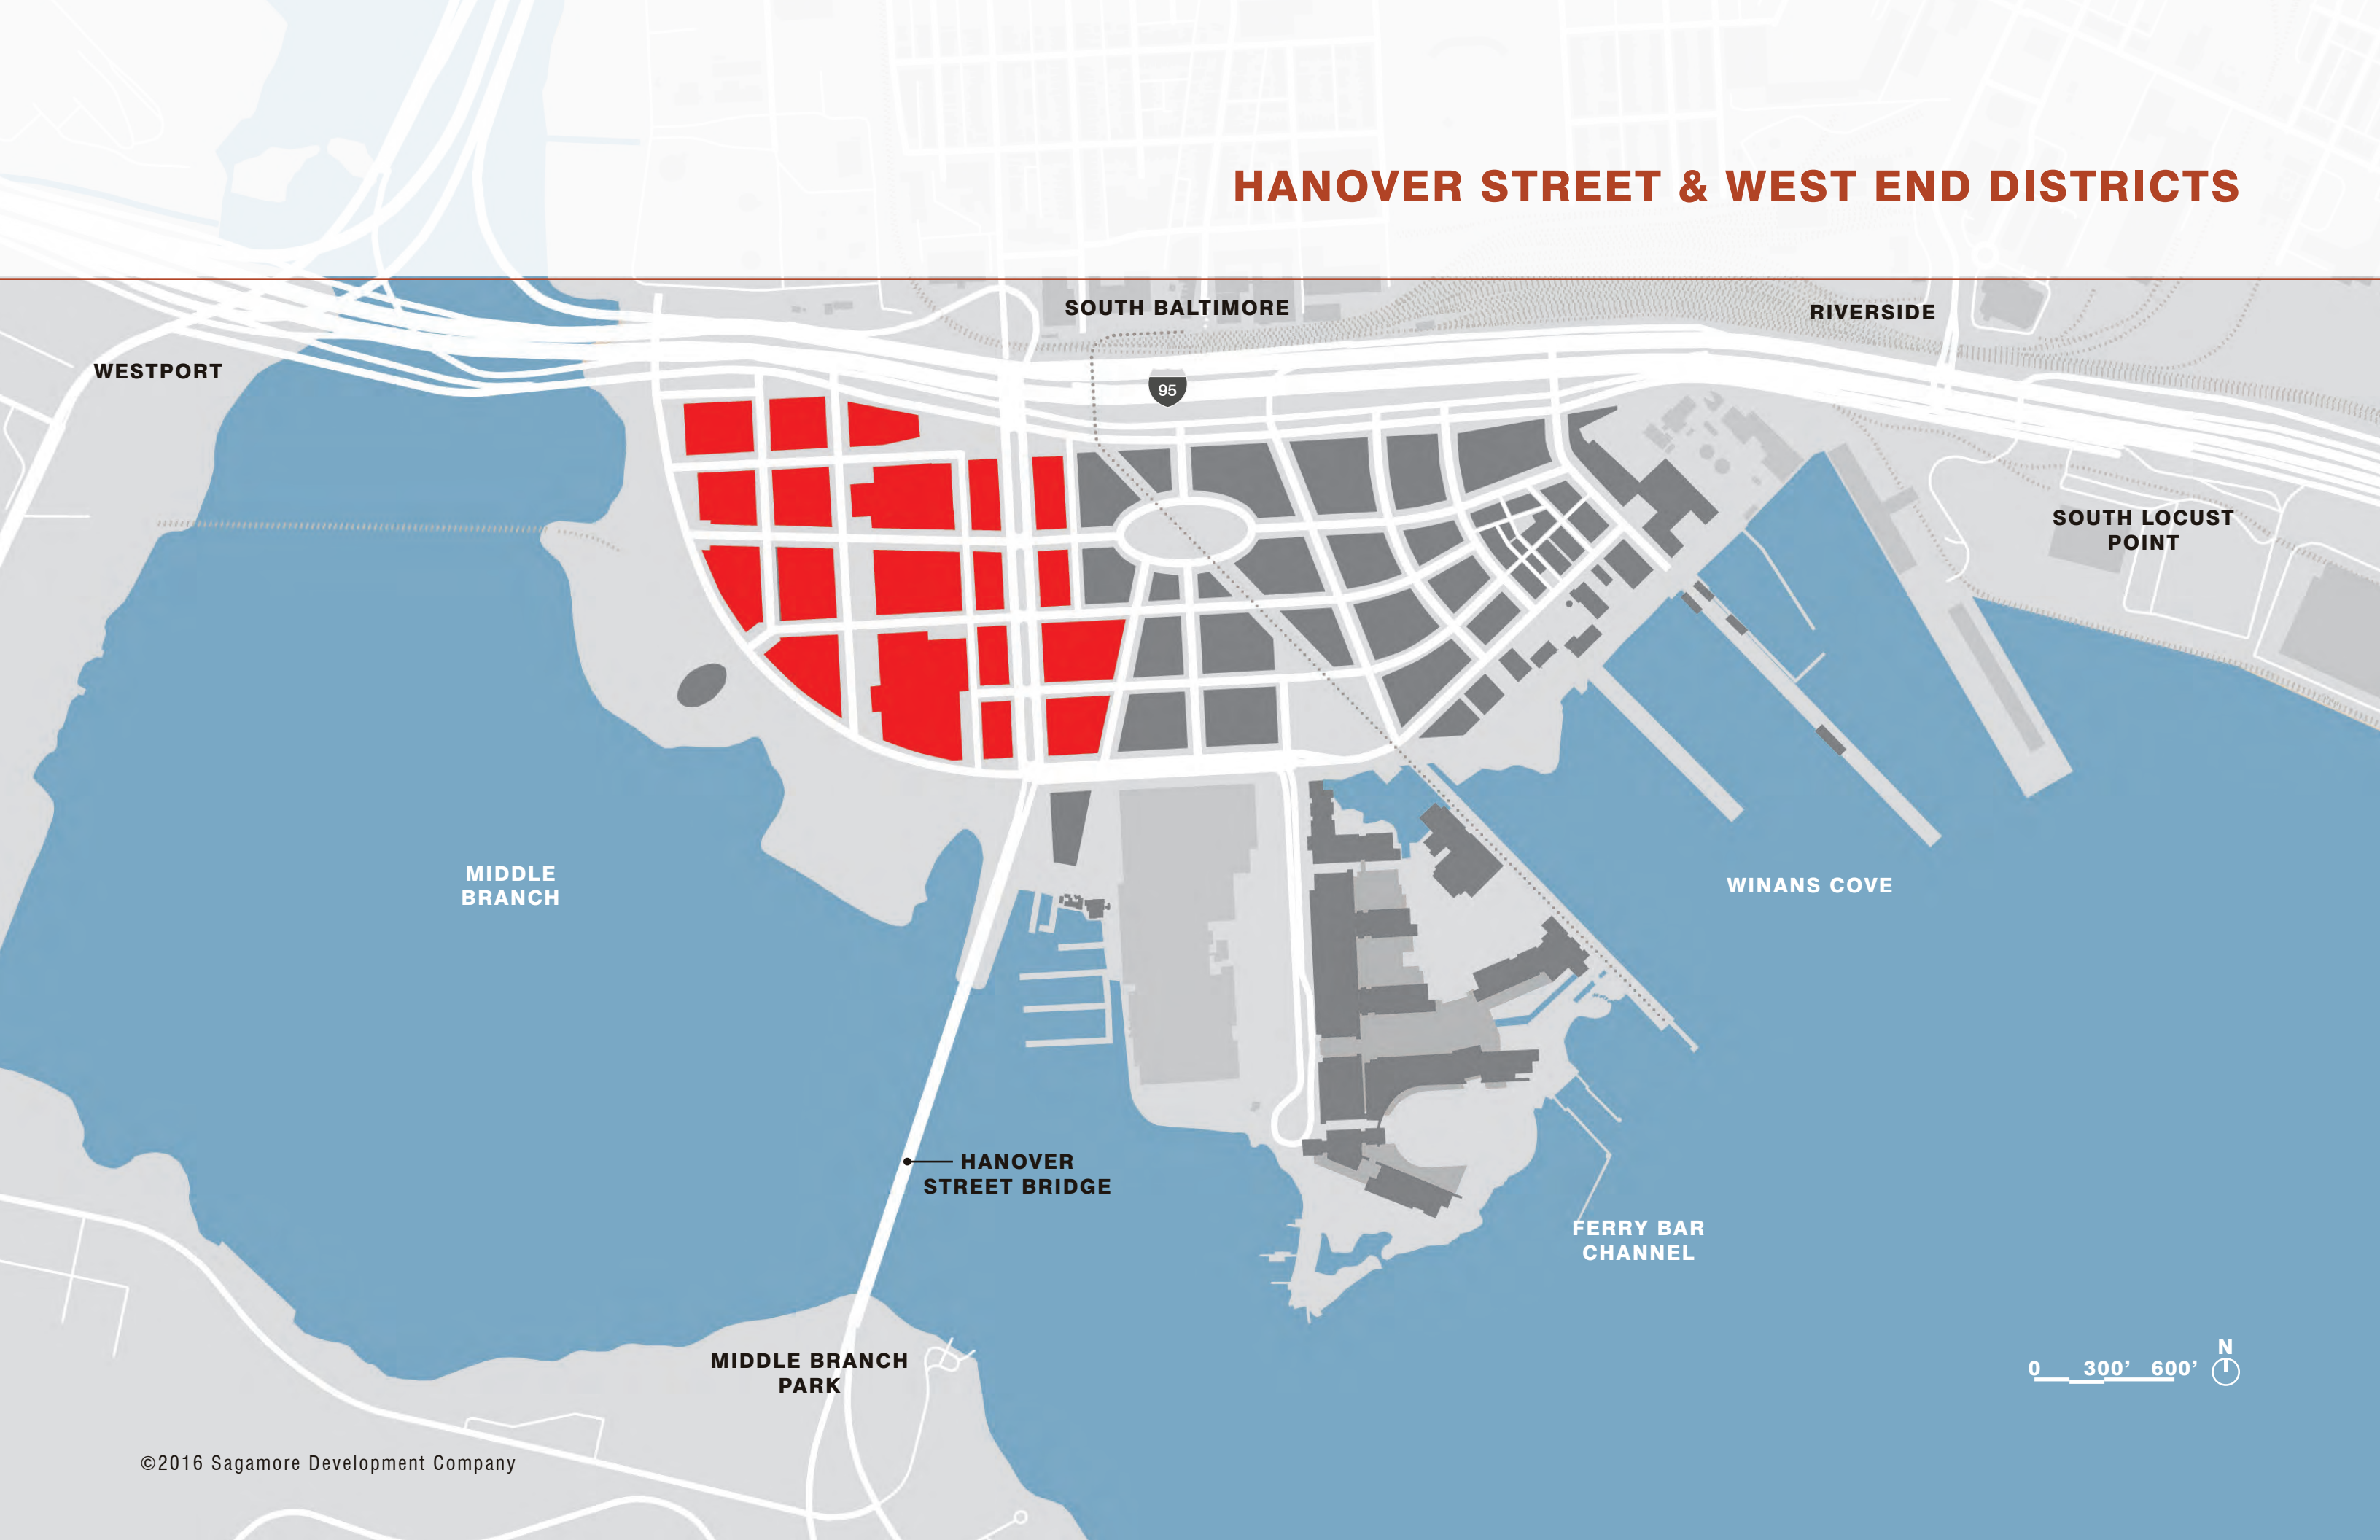 HANOVER STREET & WEST END DISTRICTS
SOUTH BALTIMORE
RIVERSIDE
WESTPORT
95
SOUTH LOCUST
POINT
MIDDLE
BRANCH
WINANS COVE
HANOVER
STREET BRIDGE
FERRY BAR
CHANNEL
MIDDLE BRANCH
PARK
N
0 300’ 600’
©2016 Sagamore Development Company